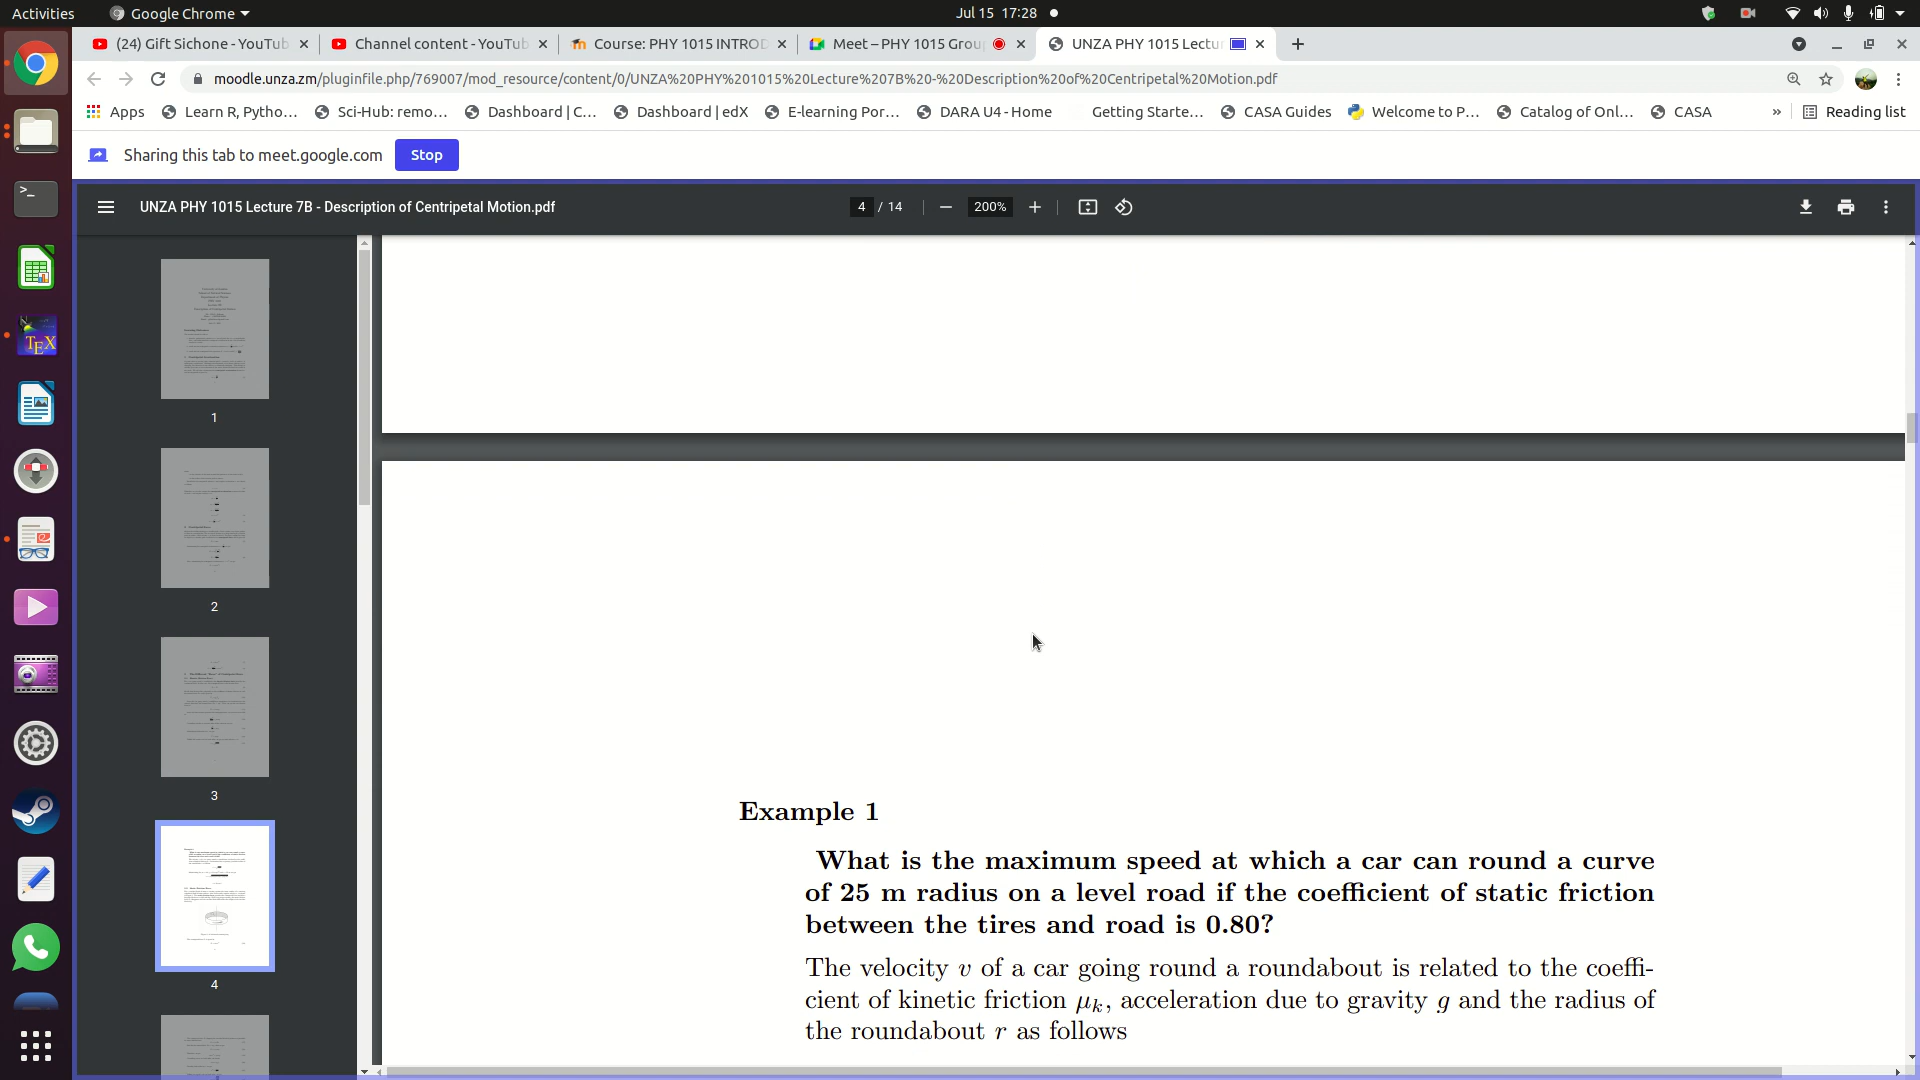 Activities
Google Chrome
Jul 15 17:28
(24) Gift Sichone - YouTub
Channel content - YouTub
Course: PHY 1015 INTROD
Meet – PHY 1015 Grou
UNZA PHY 1015 Lectur
moodle.unza.zm/pluginfile.php/769007/mod_resource/content/0/UNZA%20PHY%201015%20Lecture%207B%20-%20Description%20of%20Centripetal%20Motion.pdf
Apps
Learn R, Pytho...
Sci-Hub: remo...
Dashboard | C...
Dashboard | edX
E-learning Por...
DARA U4 - Home
Getting Starte...
CASA Guides
Welcome to P...
Catalog of Onl...
CASA
»
Reading list
Sharing this tab to meet.google.com
Stop
UNZA PHY 1015 Lecture 7B - Description of Centripetal Motion.pdf
4 / 14
200%
1
2
3
4
Example 1
What is the maximum speed at which a car can round a curve
of 25 m radius on a level road if the coefficient of static friction
between the tires and road is 0.80?
The velocity v of a car going round a roundabout is related to the coeffi-
cient of kinetic friction μk, acceleration due to gravity g and the radius of
the roundabout r as follows